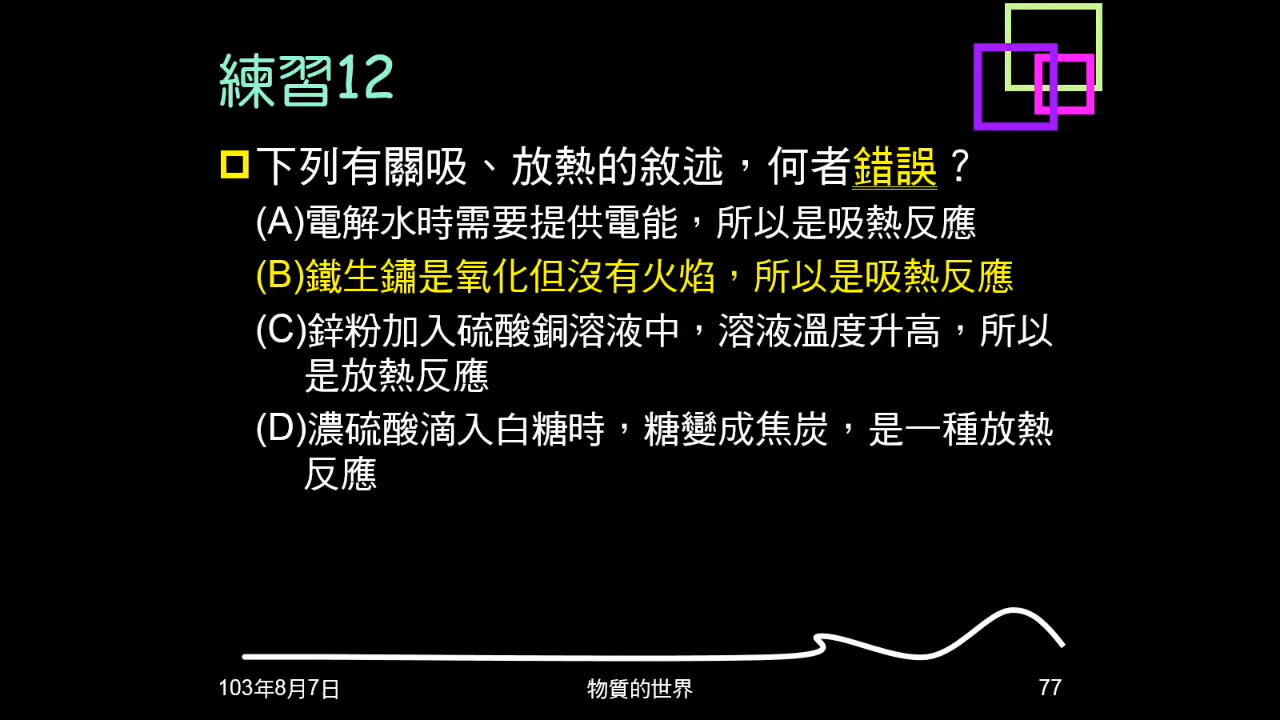 練習12
下列有關吸、放熱的敘述，何者錯誤？
(A)電解水時需要提供電能，所以是吸熱反應
(B)鐵生鏽是氧化但沒有火焰，所以是吸熱反應
(C)鋅粉加入硫酸銅溶液中，溶液溫度升高，所以
是放熱反應
(D)濃硫酸滴入白糖時，糖變成焦炭，是一種放熱
反應
103年8月7日
物質的世界
77